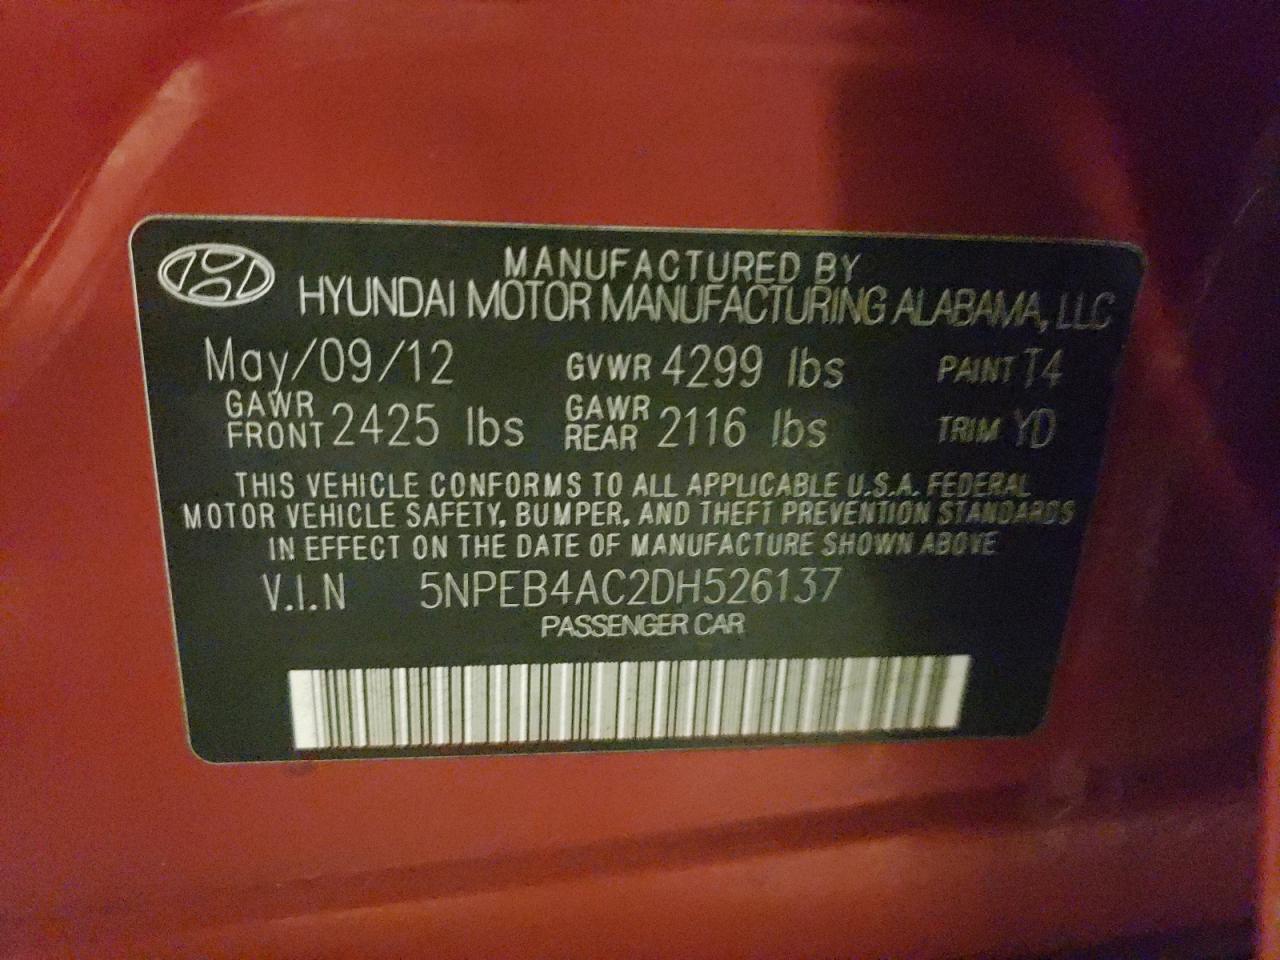 MANUFACTURED BY
HYUNDAI MOTOR MANUFACTURING ALABAMA, LLC
May/09/12 GVWR 4299 lbs PAINT T4
GAWR FRONT 2425 lbs GAWR REAR 2116 lbs TRIM YD
THIS VEHICLE CONFORMS TO ALL APPLICABLE U.S.A. FEDERAL
MOTOR VEHICLE SAFETY, BUMPER, AND THEFT PREVENTION STANDARDS
IN EFFECT ON THE DATE OF MANUFACTURE SHOWN ABOVE
V.I.N 5NPEB4AC2DH526137
PASSENGER CAR